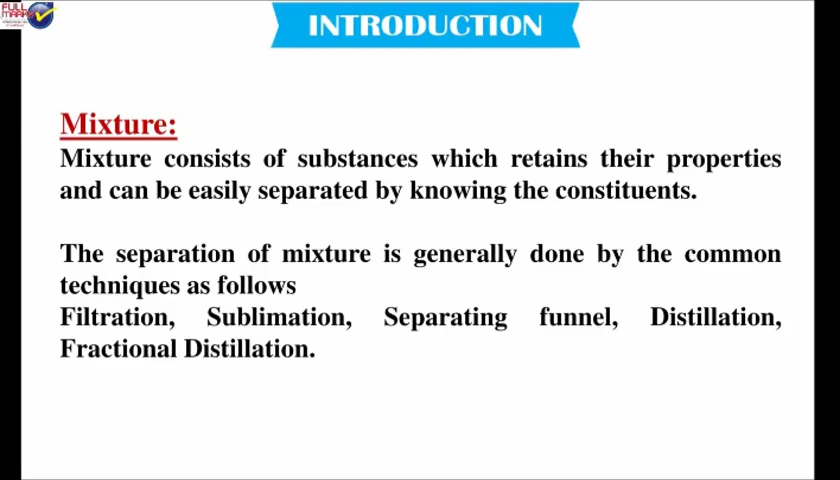 FULL
MARKS
INTRODUCTION
Mixture:
Mixture consists of substances which retains their properties
and can be easily separated by knowing the constituents.
The separation of mixture is generally done by the common
techniques as follows
Filtration, Sublimation, Separating funnel, Distillation,
Fractional Distillation.